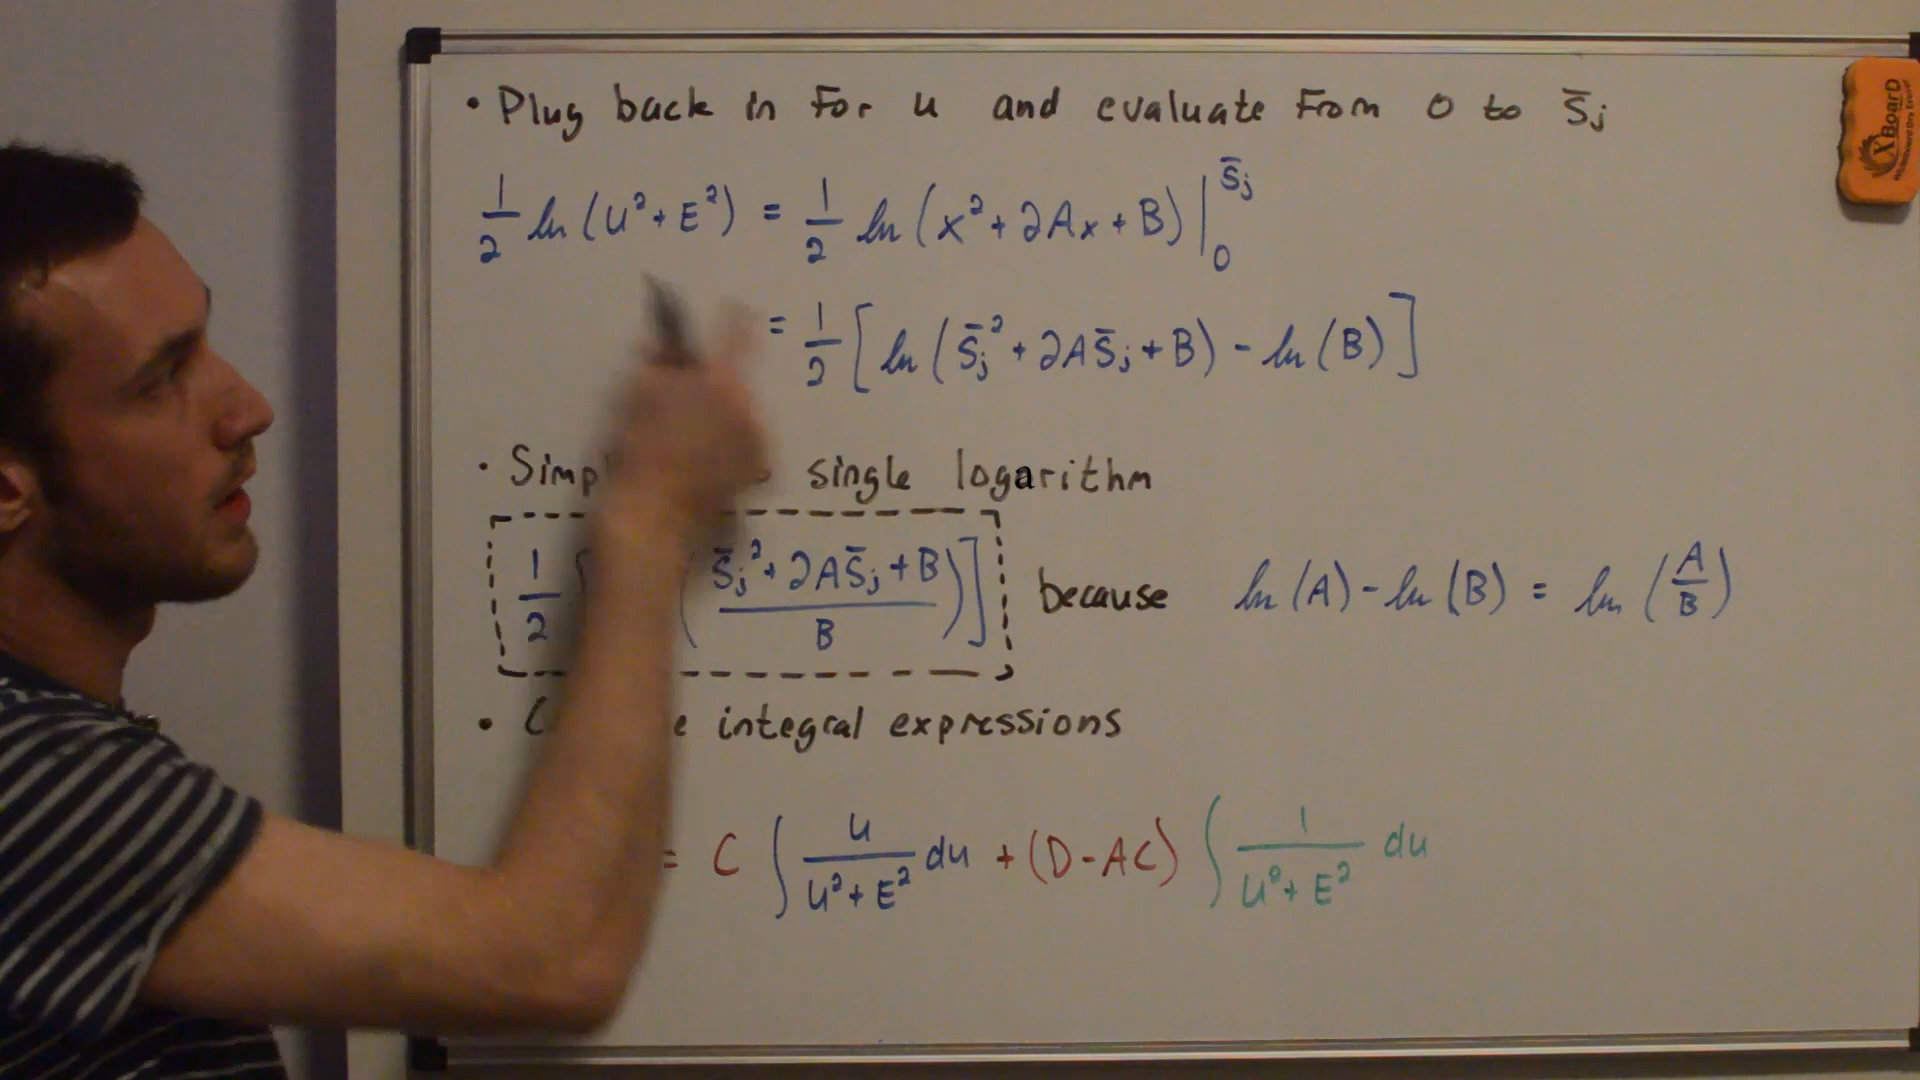 • Plug back in for u and evaluate from 0 to S̄ⱼ
1/2 ln(u² + E²) = 1/2 ln(x² + 2Ax + B) |₀^S̄ⱼ
= 1/2 [ln(S̄ⱼ² + 2AS̄ⱼ + B) - ln(B)]
• single logarithm
1/2 (S̄ⱼ² + 2AS̄ⱼ + B / B)] because ln(A) - ln(B) = ln(A/B)
• integral expressions
= C ∫ u/(u² + E²) du + (D - AC) ∫ 1/(u² + E²) du
XBoarD